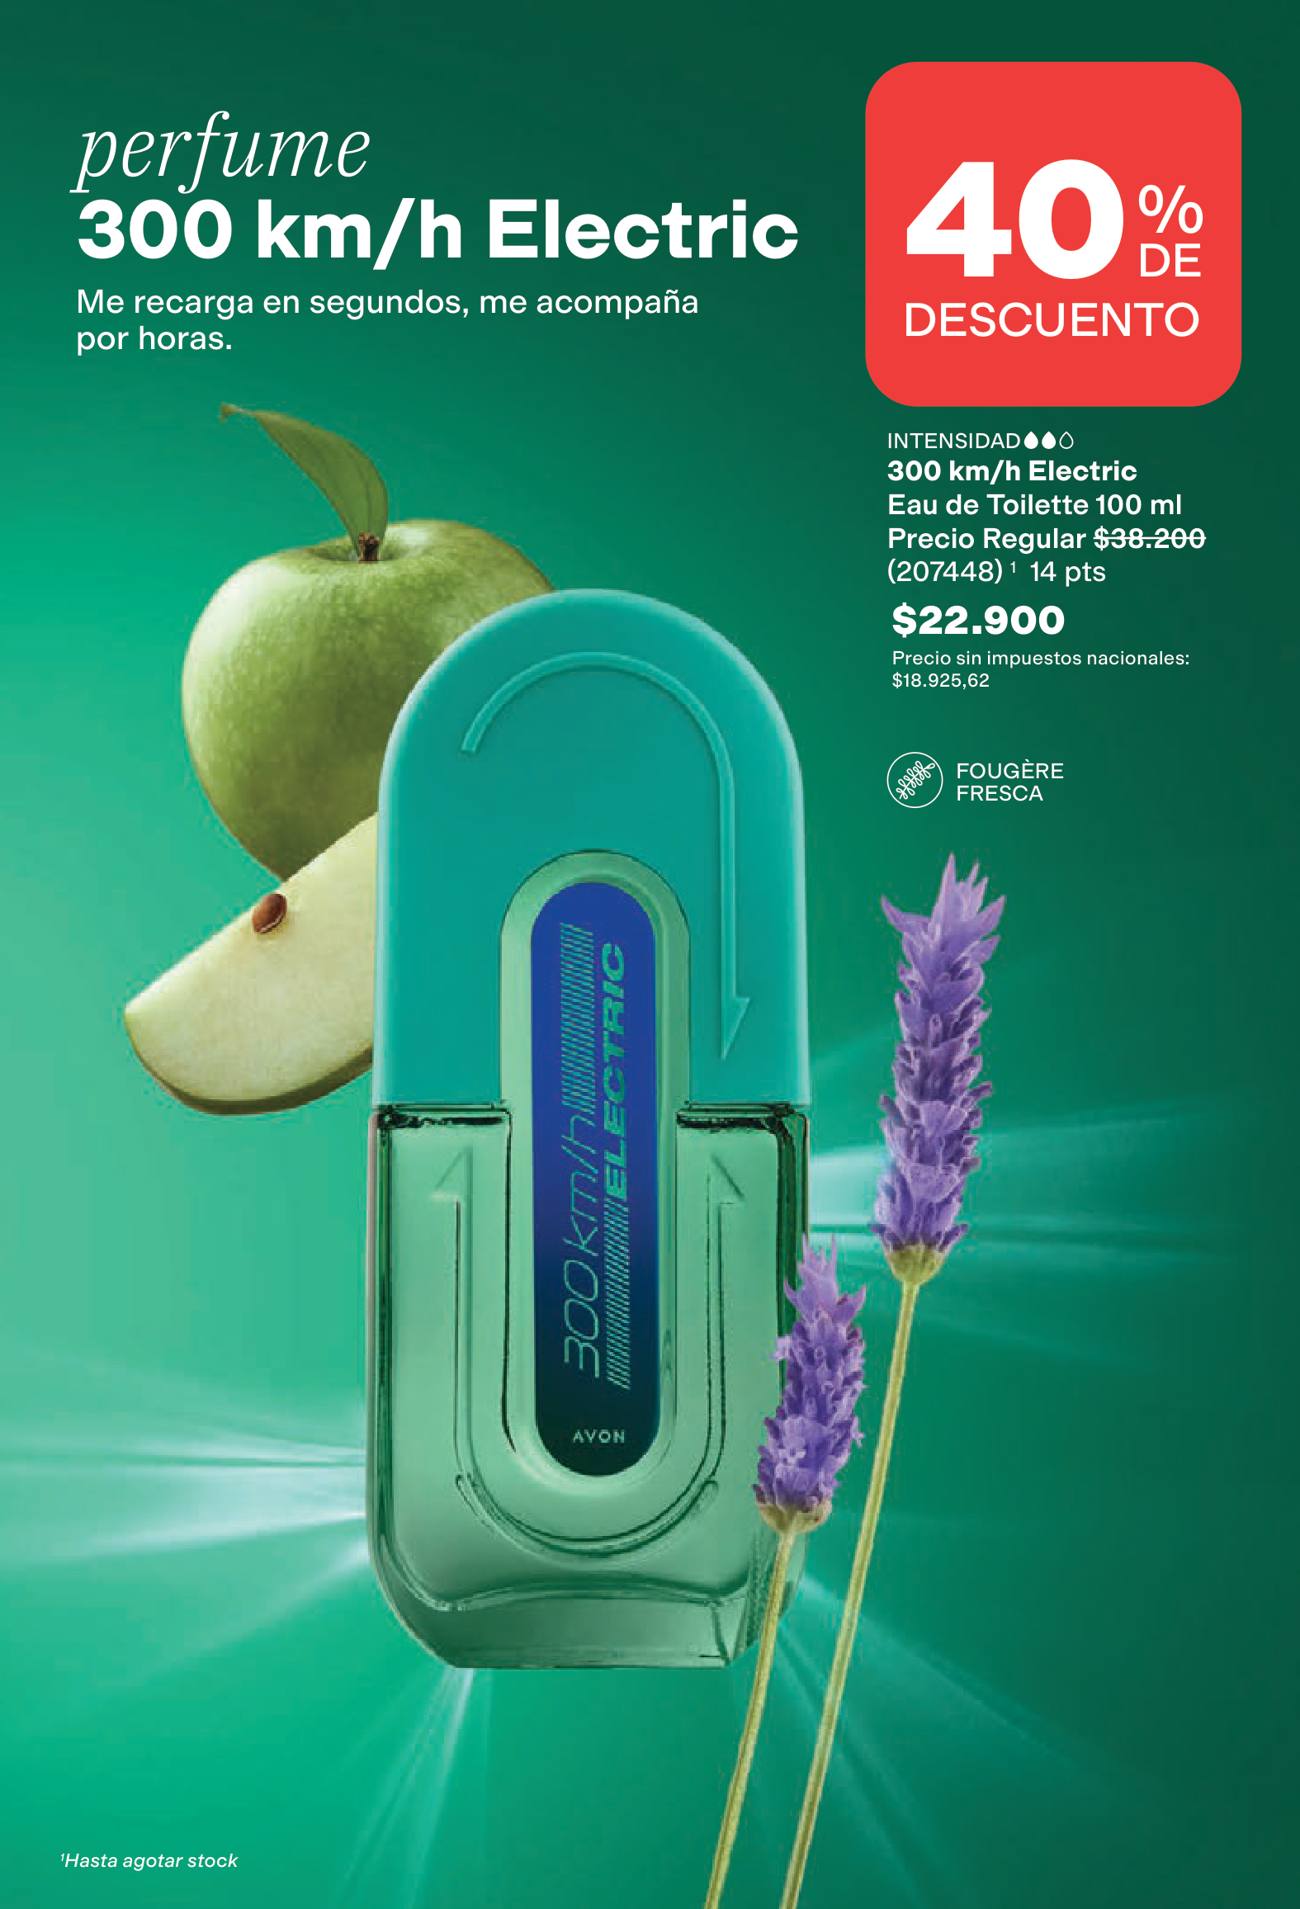 perfume
300 km/h Electric
Me recarga en segundos, me acompaña
por horas.
40%
DE
DESCUENTO
INTENSIDAD
300 km/h Electric
Eau de Toilette 100 ml
Precio Regular $38.200
(207448) ¹ 14 pts
$22.900
Precio sin impuestos nacionales:
$18.925,62
FOUGÈRE
FRESCA
300 km/h
ELECTRIC
AVON
¹Hasta agotar stock